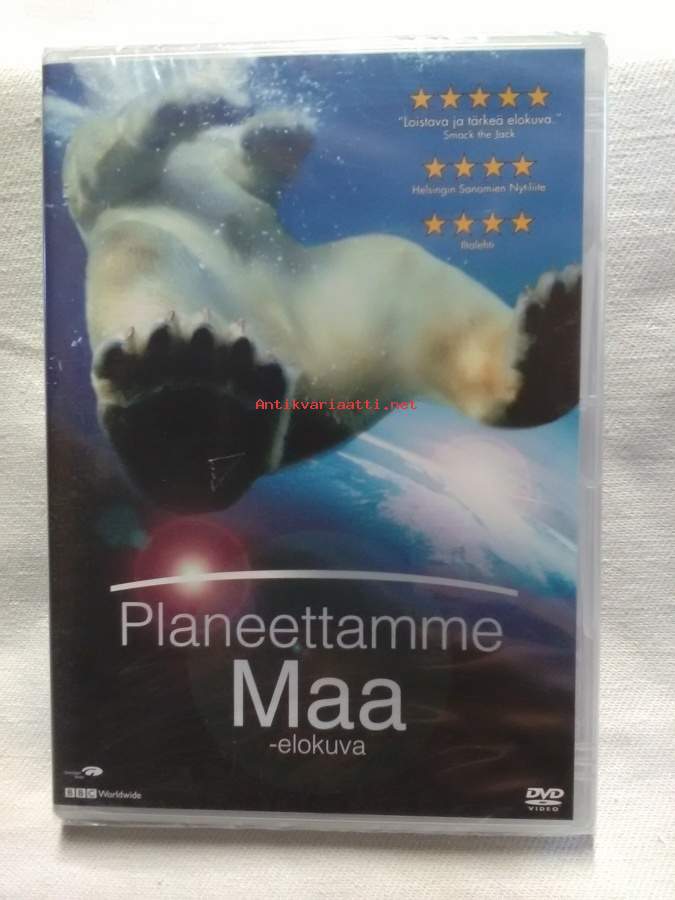 "Loistava ja tärkeä elokuva."
Smack the Jack
Helsingin Sanomien Nyt-liite
Iltalehti
Antikvariaatti.net
Planeettamme
Maa
-elokuva
BBC Worldwide
DVD
VIDEO